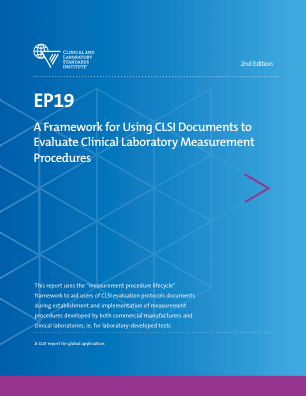 CLINICAL AND
LABORATORY
STANDARDS
INSTITUTE™
2nd Edition
EP19
A Framework for Using CLSI Documents to
Evaluate Clinical Laboratory Measurement
Procedures
This report uses the “measurement procedure lifecycle”
framework to aid users of CLSI evaluation protocols documents
during establishment and implementation of measurement
procedures developed by both commercial manufacturers and
clinical laboratories, ie, for laboratory-developed tests.
A CLSI report for global application.